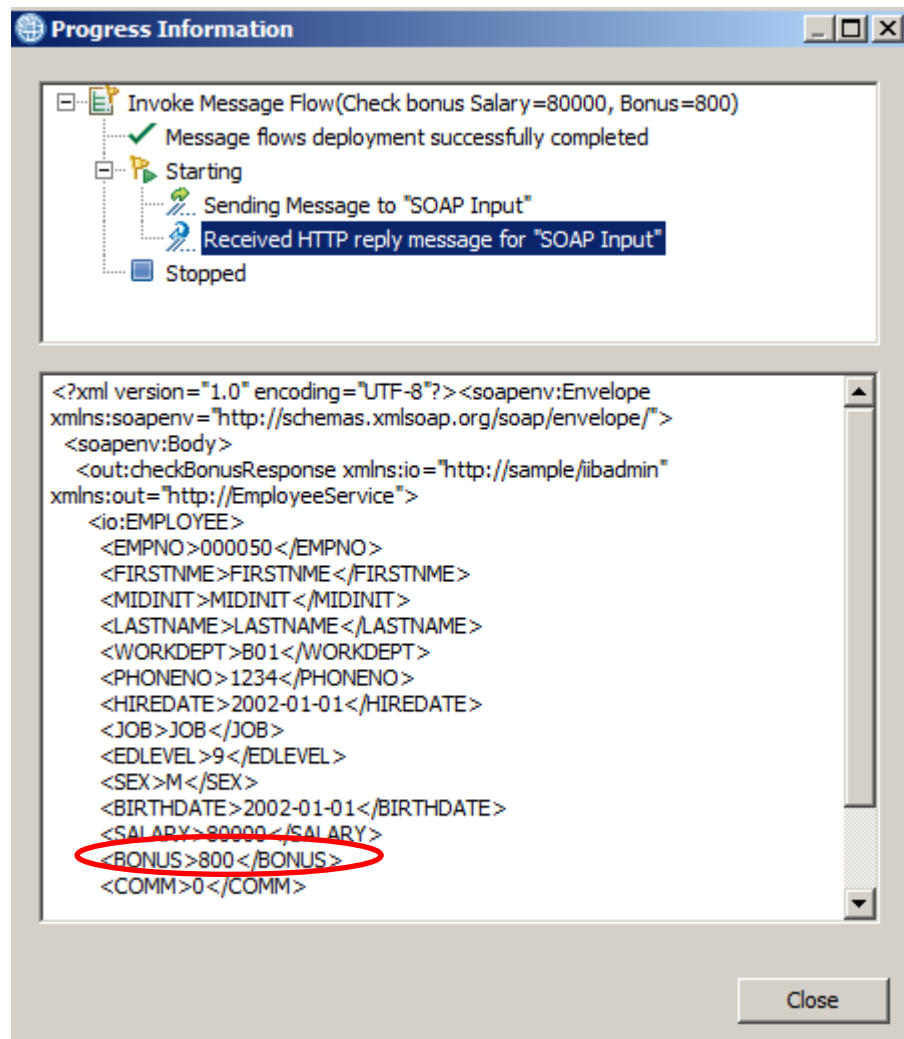 Progress Information
Invoke Message Flow(Check bonus Salary=80000, Bonus=800)
Message flows deployment successfully completed
Starting
Sending Message to "SOAP Input"
Received HTTP reply message for "SOAP Input"
Stopped
<?xml version="1.0" encoding="UTF-8"?><soapenv:Envelope
xmlns:soapenv="http://schemas.xmlsoap.org/soap/envelope/">
<soapenv:Body>
<out:checkBonusResponse xmlns:io="http://sample/iibadmin"
xmlns:out="http://EmployeeService">
<io:EMPLOYEE>
<EMPNO>000050</EMPNO>
<FIRSTNME>FIRSTNME</FIRSTNME>
<MIDINIT>MIDINIT</MIDINIT>
<LASTNAME>LASTNAME</LASTNAME>
<WORKDEPT>B01</WORKDEPT>
<PHONENO>1234</PHONENO>
<HIREDATE>2002-01-01</HIREDATE>
<JOB>JOB</JOB>
<EDLEVEL>9</EDLEVEL>
<SEX>M</SEX>
<BIRTHDATE>2002-01-01</BIRTHDATE>
<SALARY>80000</SALARY>
<BONUS>800</BONUS>
<COMM>0</COMM>
Close